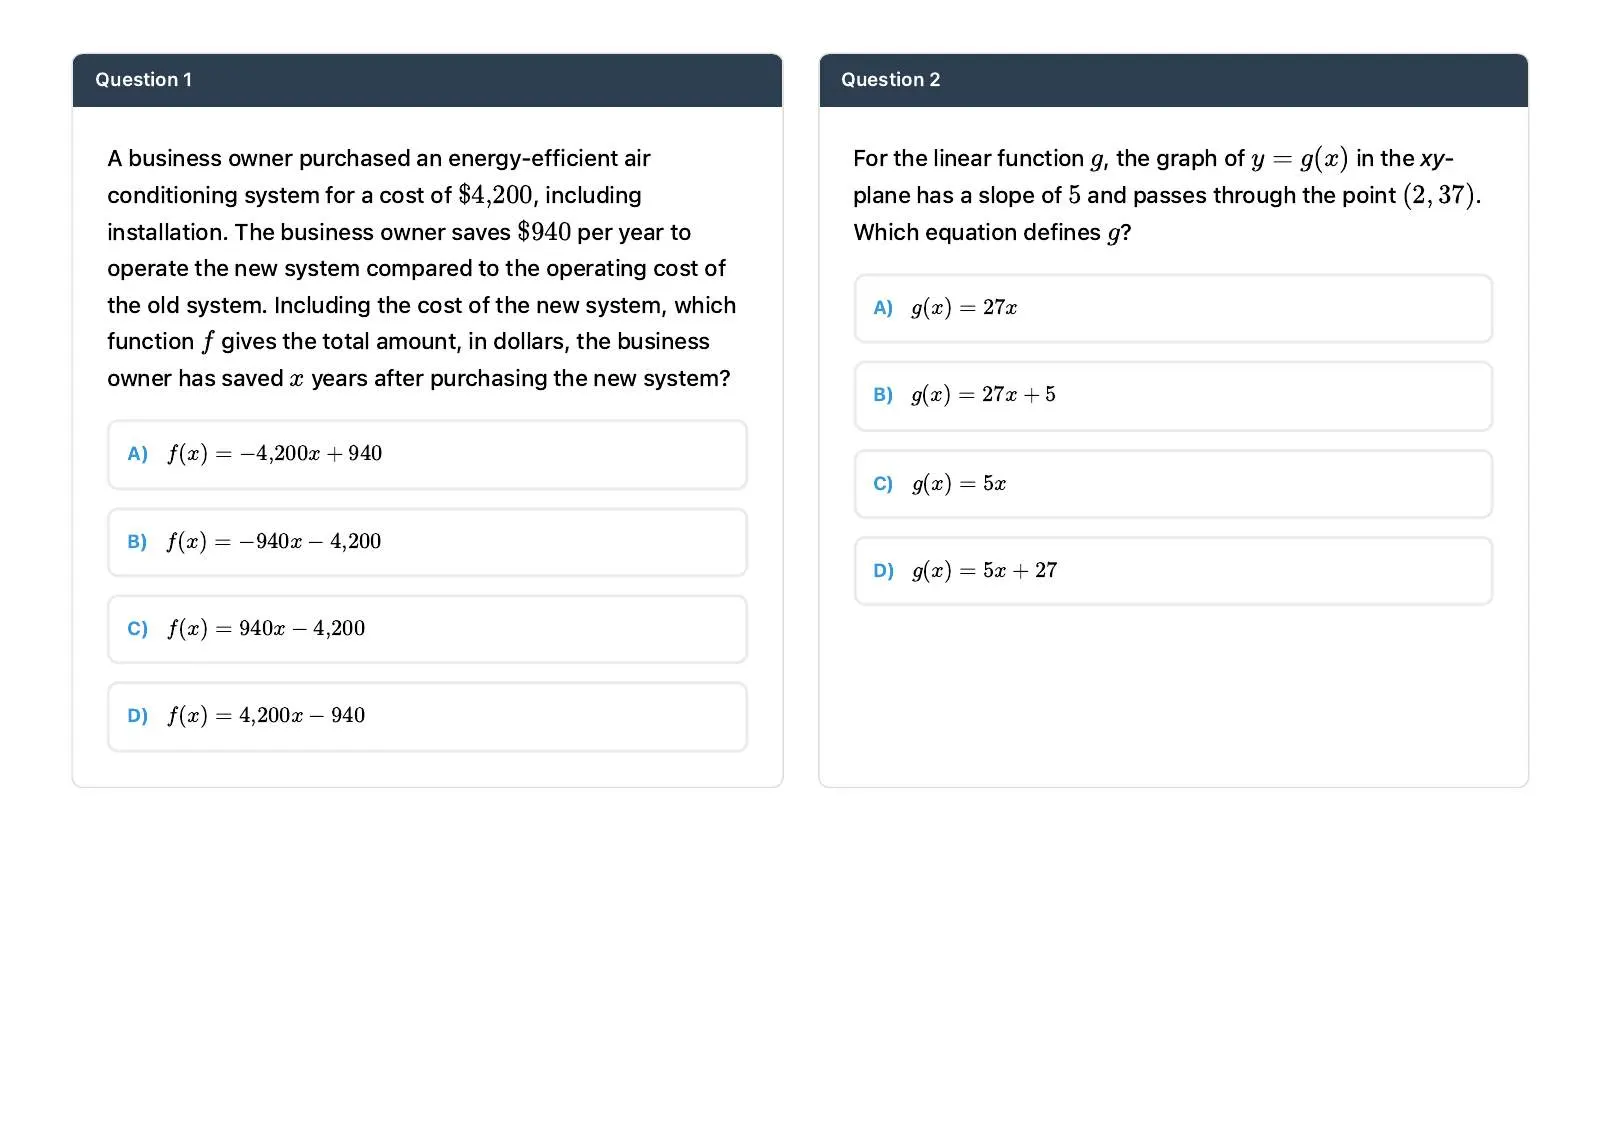 Question 1
A business owner purchased an energy-efficient air
conditioning system for a cost of $4,200, including
installation. The business owner saves $940 per year to
operate the new system compared to the operating cost of
the old system. Including the cost of the new system, which
function f gives the total amount, in dollars, the business
owner has saved x years after purchasing the new system?
A) f(x) = −4,200x + 940
B) f(x) = −940x − 4,200
C) f(x) = 940x − 4,200
D) f(x) = 4,200x − 940
Question 2
For the linear function g, the graph of y = g(x) in the xy-
plane has a slope of 5 and passes through the point (2, 37).
Which equation defines g?
A) g(x) = 27x
B) g(x) = 27x + 5
C) g(x) = 5x
D) g(x) = 5x + 27